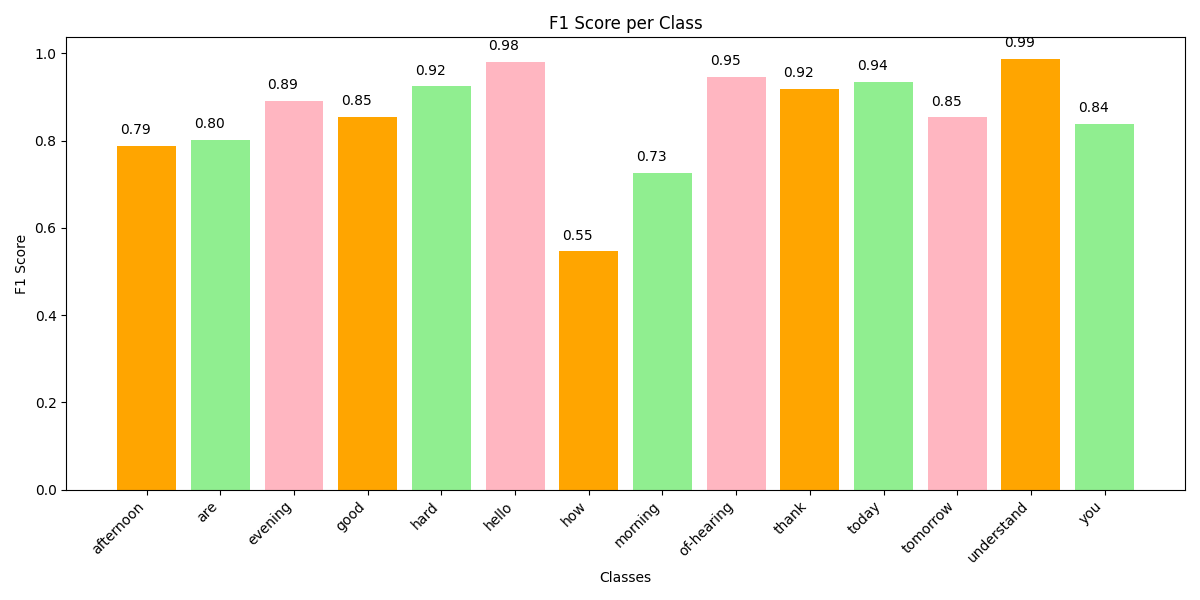 F1 Score per Class
F1 Score
1.0
0.8
0.6
0.4
0.2
0.0
0.79
0.80
0.89
0.85
0.92
0.98
0.55
0.73
0.95
0.92
0.94
0.85
0.99
0.84
afternoon
are
evening
good
hard
hello
how
morning
of-hearing
thank
today
tomorrow
understand
you
Classes